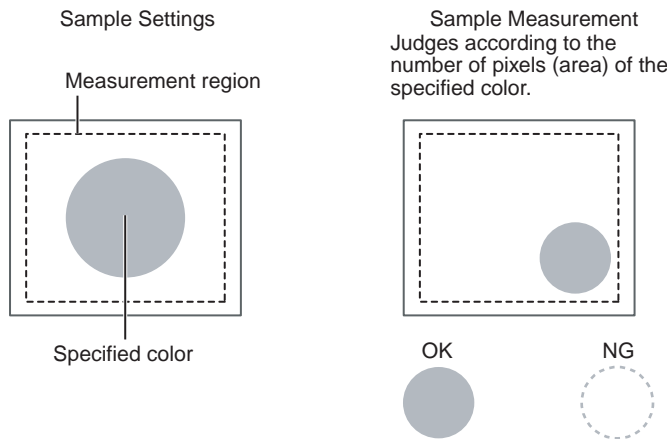 Sample Settings
Measurement region
Specified color
Sample Measurement
Judges according to the
number of pixels (area) of the
specified color.
OK
NG